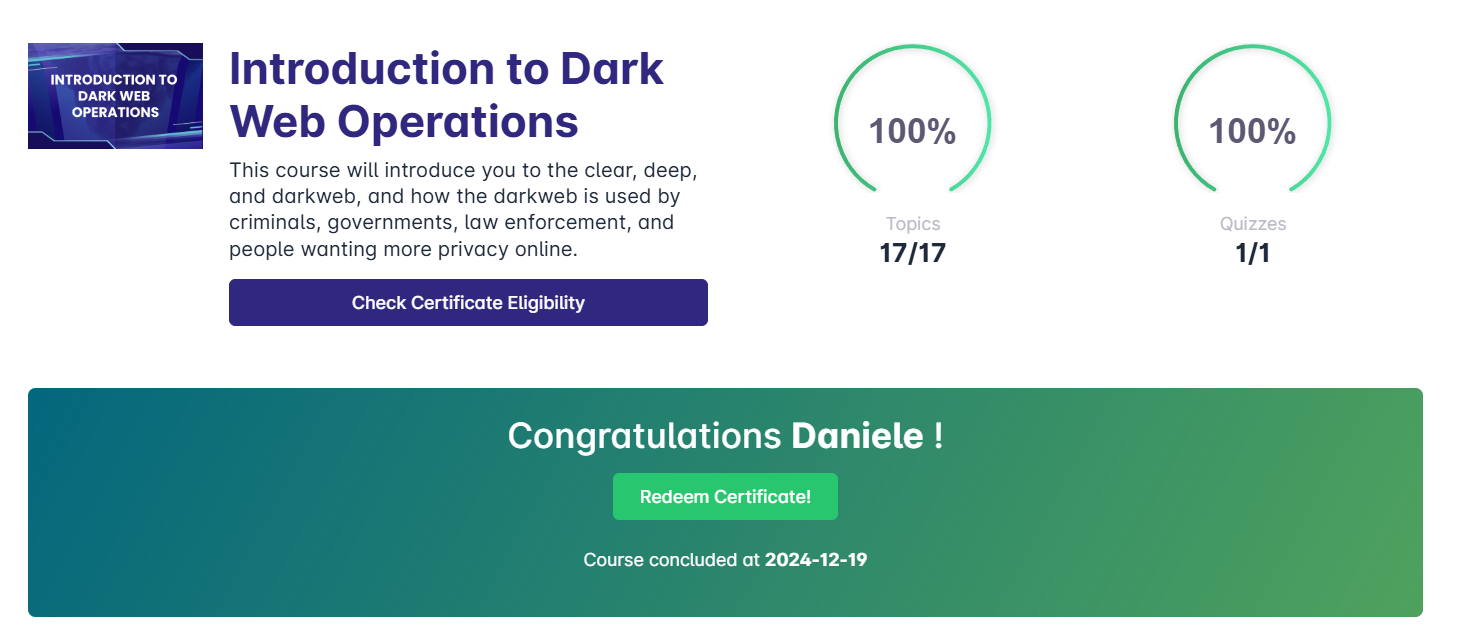 INTRODUCTION TO
DARK WEB
OPERATIONS
Introduction to Dark
Web Operations
This course will introduce you to the clear, deep,
and darkweb, and how the darkweb is used by
criminals, governments, law enforcement, and
people wanting more privacy online.
Check Certificate Eligibility
100%
Topics
17/17
100%
Quizzes
1/1
Congratulations Daniele !
Redeem Certificate!
Course concluded at 2024-12-19